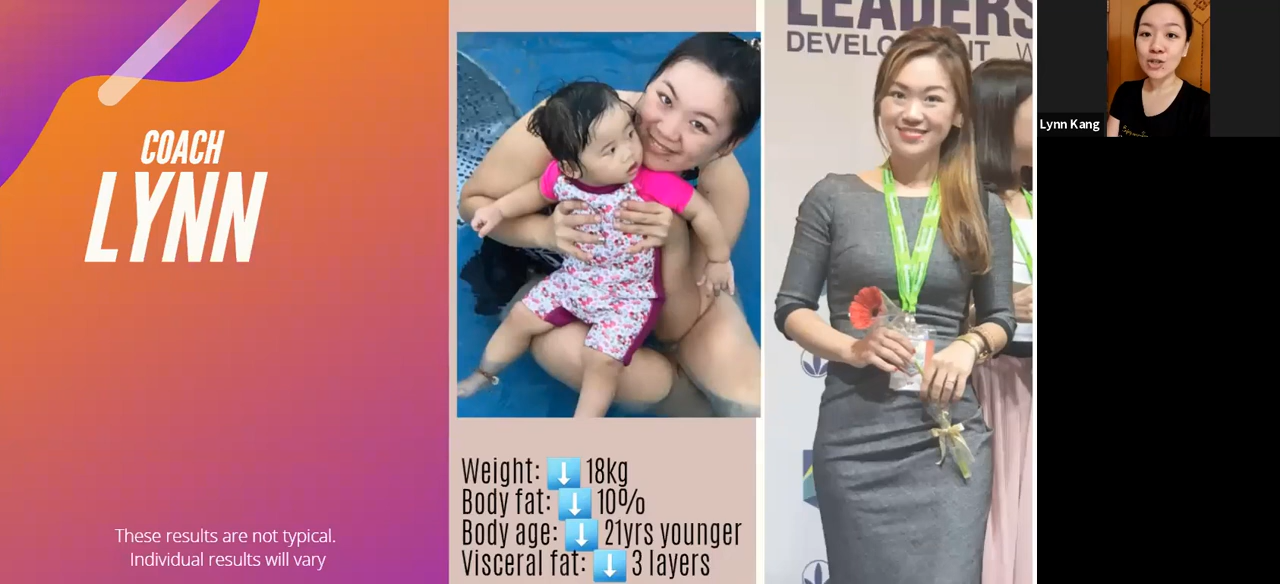 COACH
LYNN
These results are not typical.
Individual results will vary
Weight: ⬇️ 18kg
Body fat: ⬇️ 10%
Body age: ⬇️ 21yrs younger
Visceral fat: ⬇️ 3 layers
LEADERS
Lynn Kang